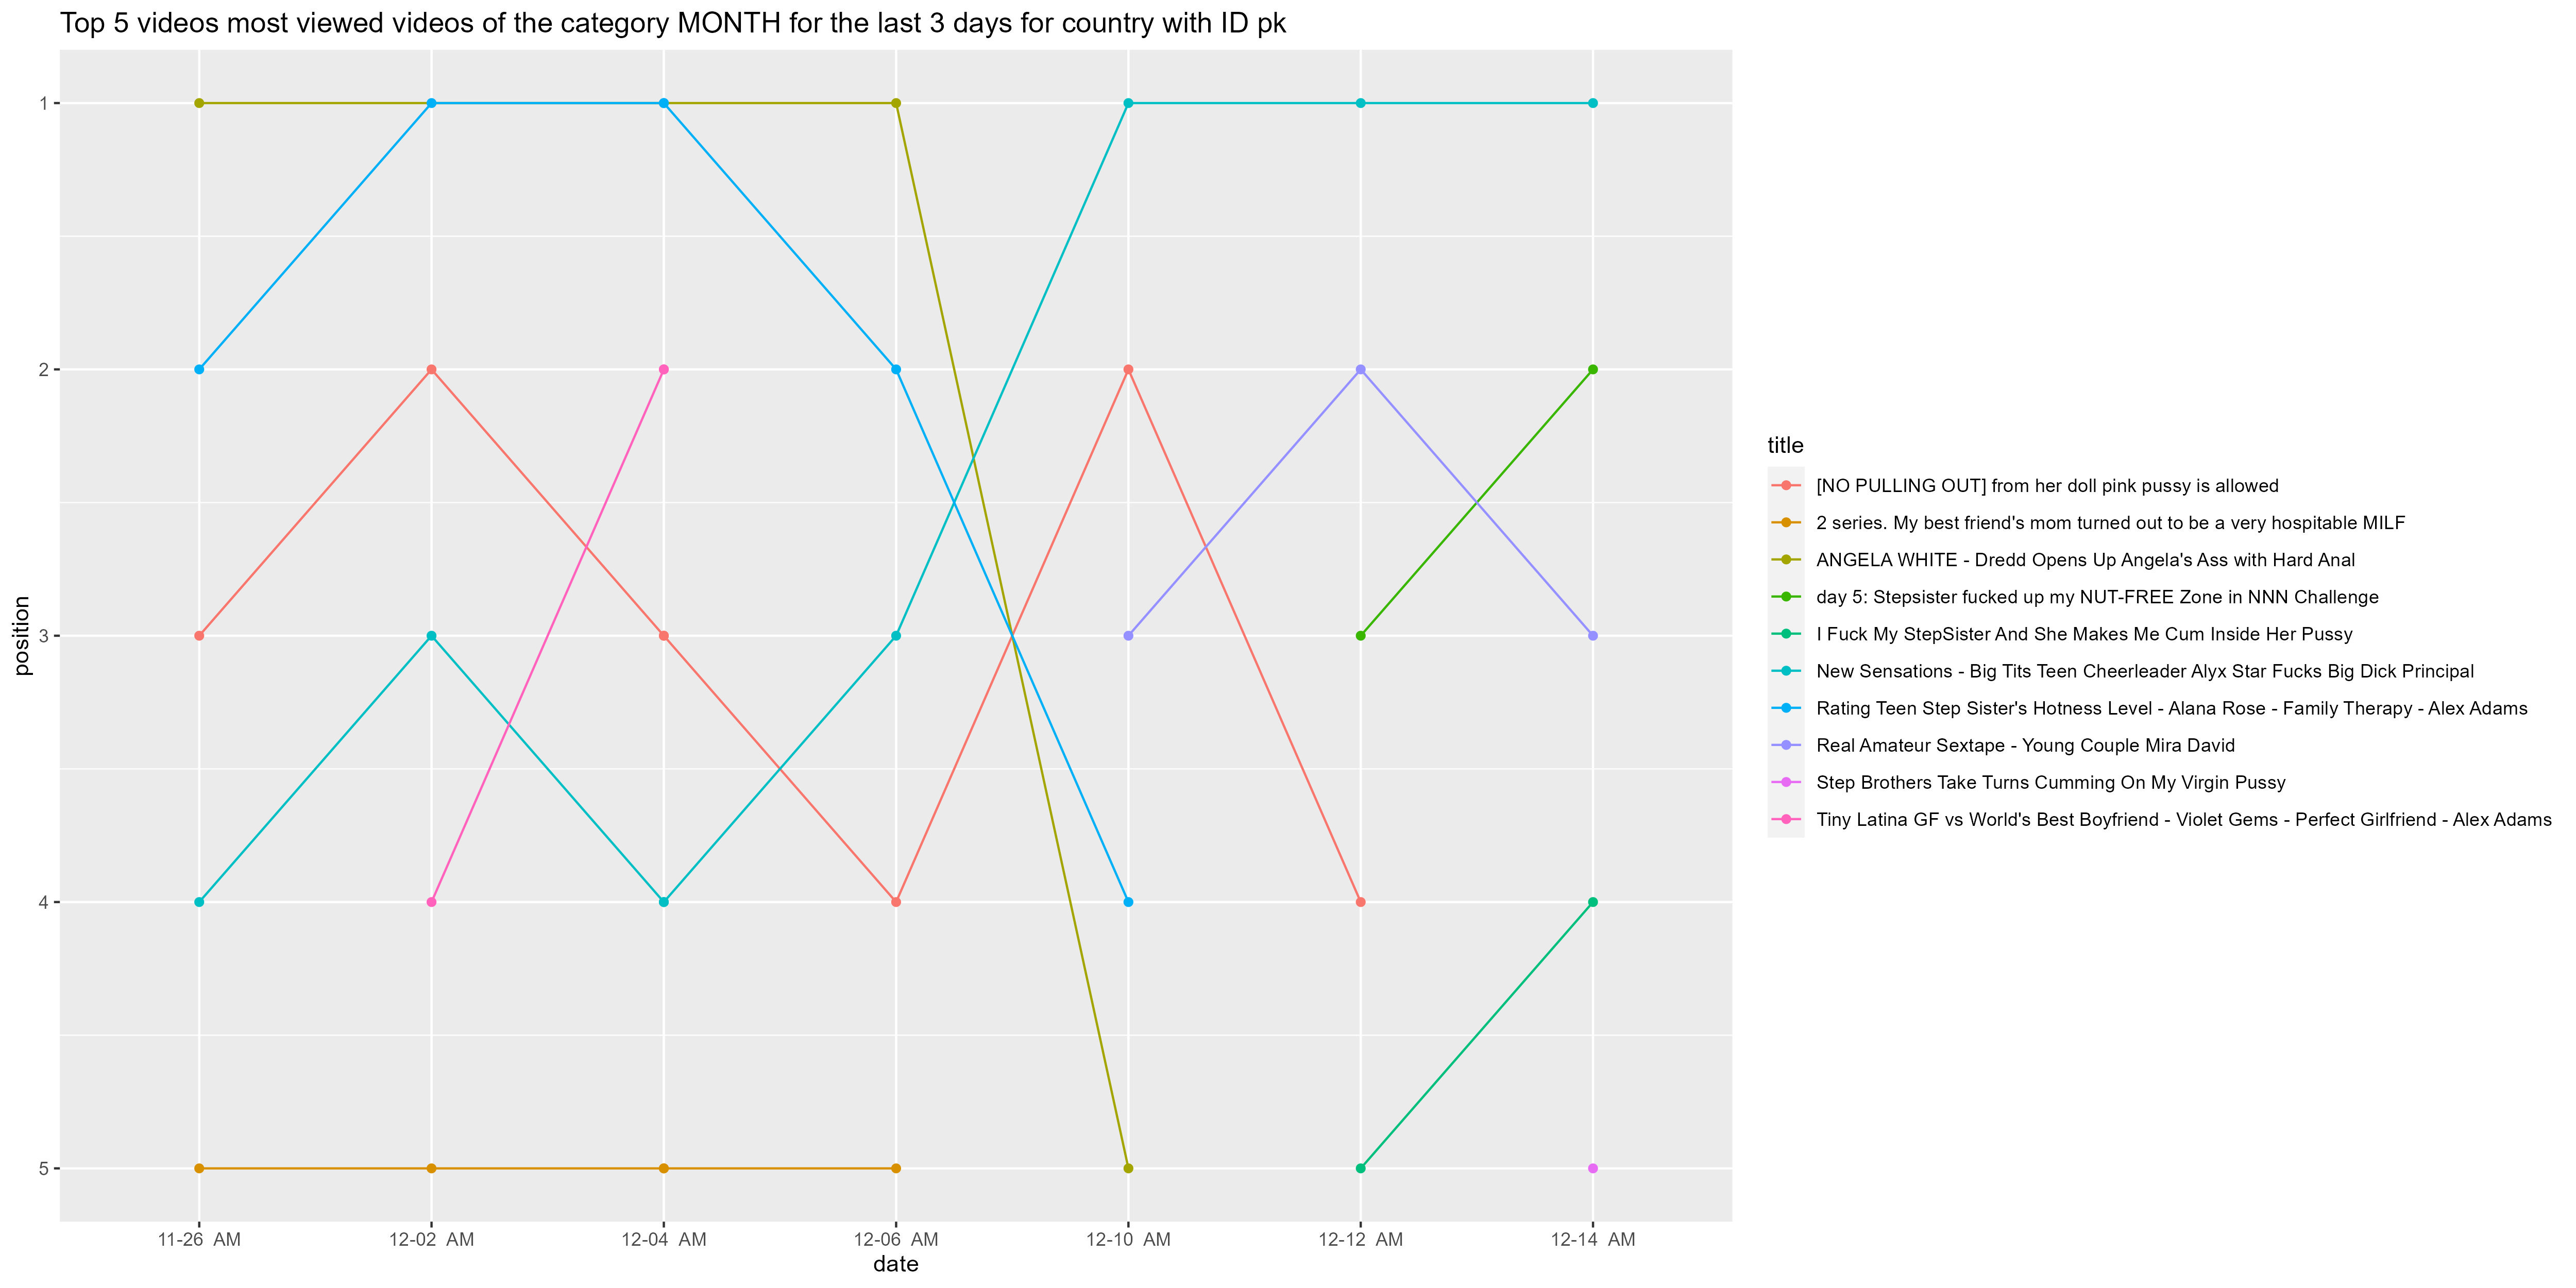 Top 5 videos most viewed videos of the category MONTH for the last 3 days for country with ID pk
position
1
2
3
4
5
11-26 AM
12-02 AM
12-04 AM
12-06 AM
12-10 AM
12-12 AM
12-14 AM
date
title
[NO PULLING OUT] from her doll pink pussy is allowed
2 series. My best friend's mom turned out to be a very hospitable MILF
ANGELA WHITE - Dredd Opens Up Angela's Ass with Hard Anal
day 5: Stepsister fucked up my NUT-FREE Zone in NNN Challenge
I Fuck My StepSister And She Makes Me Cum Inside Her Pussy
New Sensations - Big Tits Teen Cheerleader Alyx Star Fucks Big Dick Principal
Rating Teen Step Sister's Hotness Level - Alana Rose - Family Therapy - Alex Adams
Real Amateur Sextape - Young Couple Mira David
Step Brothers Take Turns Cumming On My Virgin Pussy
Tiny Latina GF vs World's Best Boyfriend - Violet Gems - Perfect Girlfriend - Alex Adams